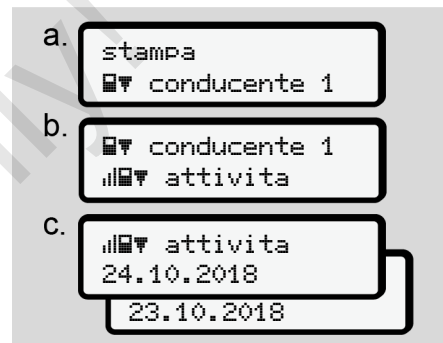 a.
stampa
conducente 1
b.
conducente 1
attivita
c.
attivita
24.10.2018
23.10.2018